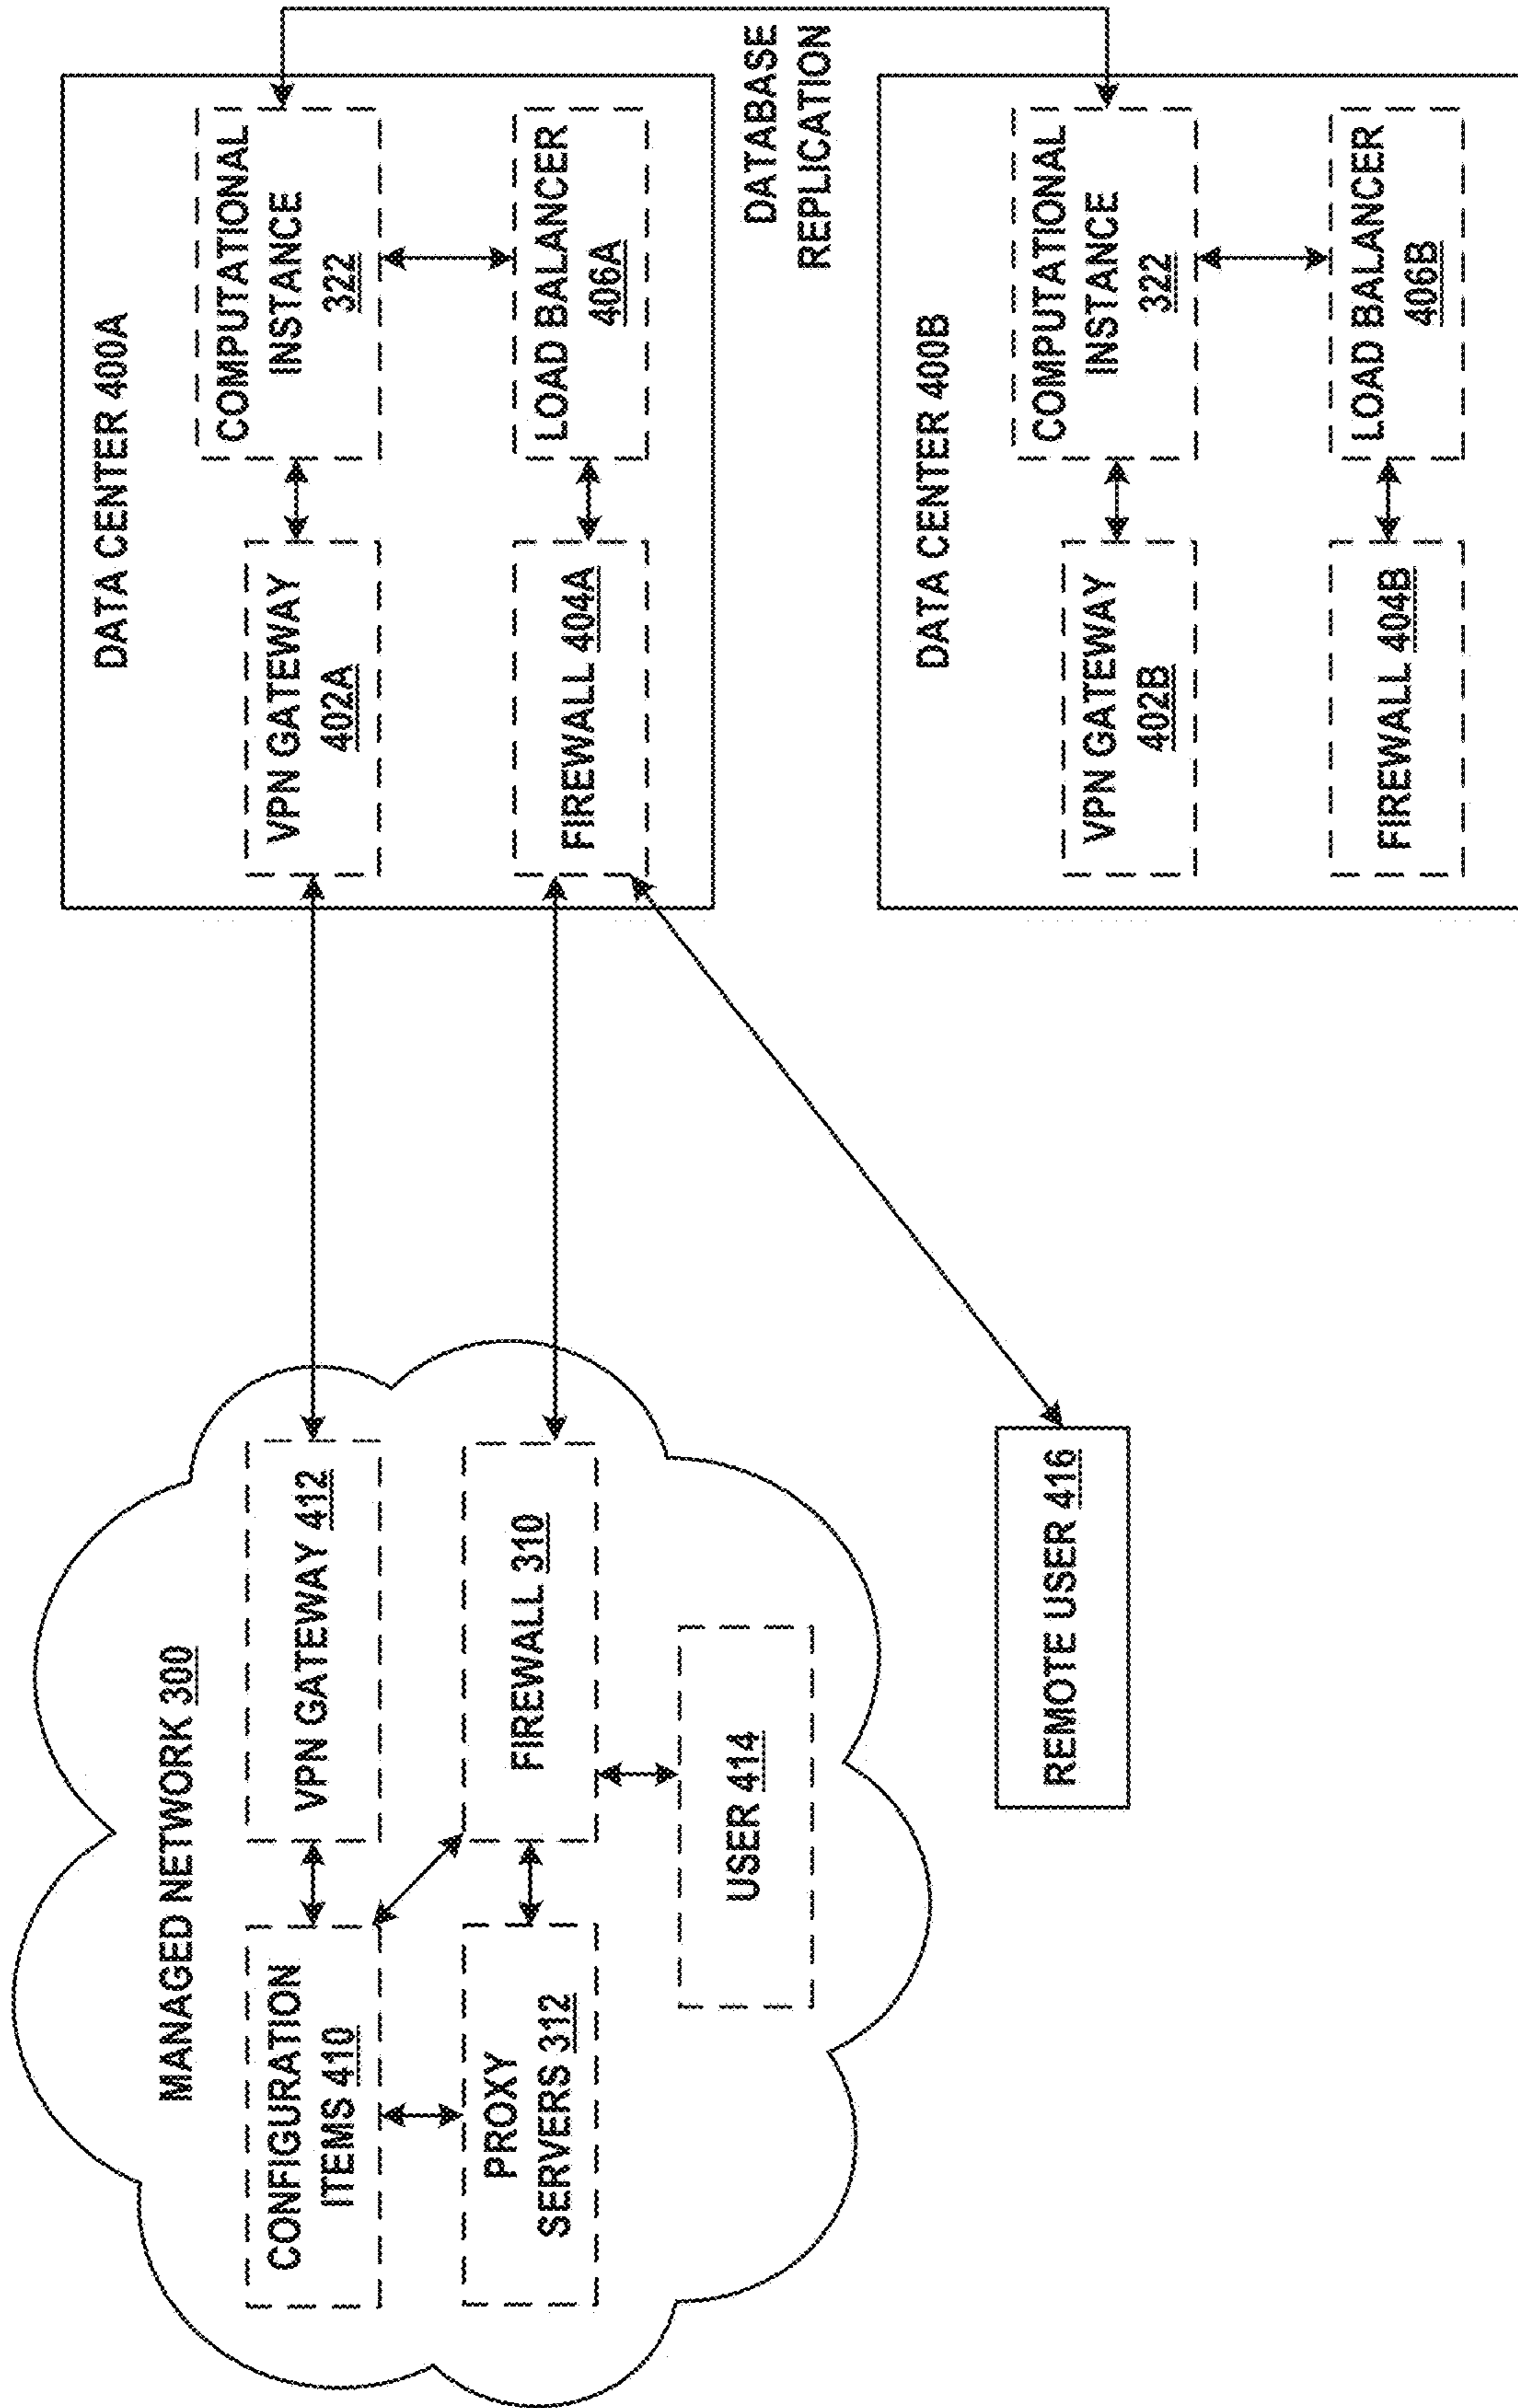 MANAGED NETWORK 300
CONFIGURATION
ITEMS 410
VPN GATEWAY 412
PROXY
SERVERS 312
FIREWALL 310
USER 414
REMOTE USER 416
DATA CENTER 400A
VPN GATEWAY
402A
COMPUTATIONAL
INSTANCE
322
FIREWALL 404A
LOAD BALANCER
406A
DATABASE
REPLICATION
DATA CENTER 400B
VPN GATEWAY
402B
COMPUTATIONAL
INSTANCE
322
FIREWALL 404B
LOAD BALANCER
406B